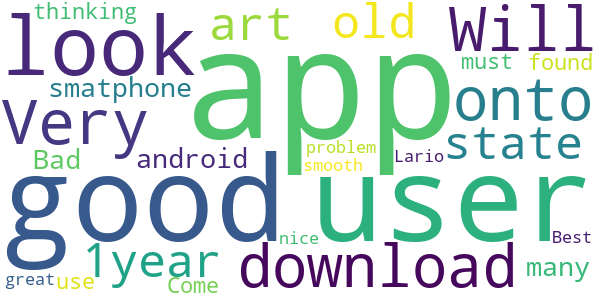 thinking
look
art
old
Will
app
must
found
smatphone
onto
Very
state
Bad
android
problem
smooth
Lario
good
user
1year
download
nice
Best
many
great
use
Come